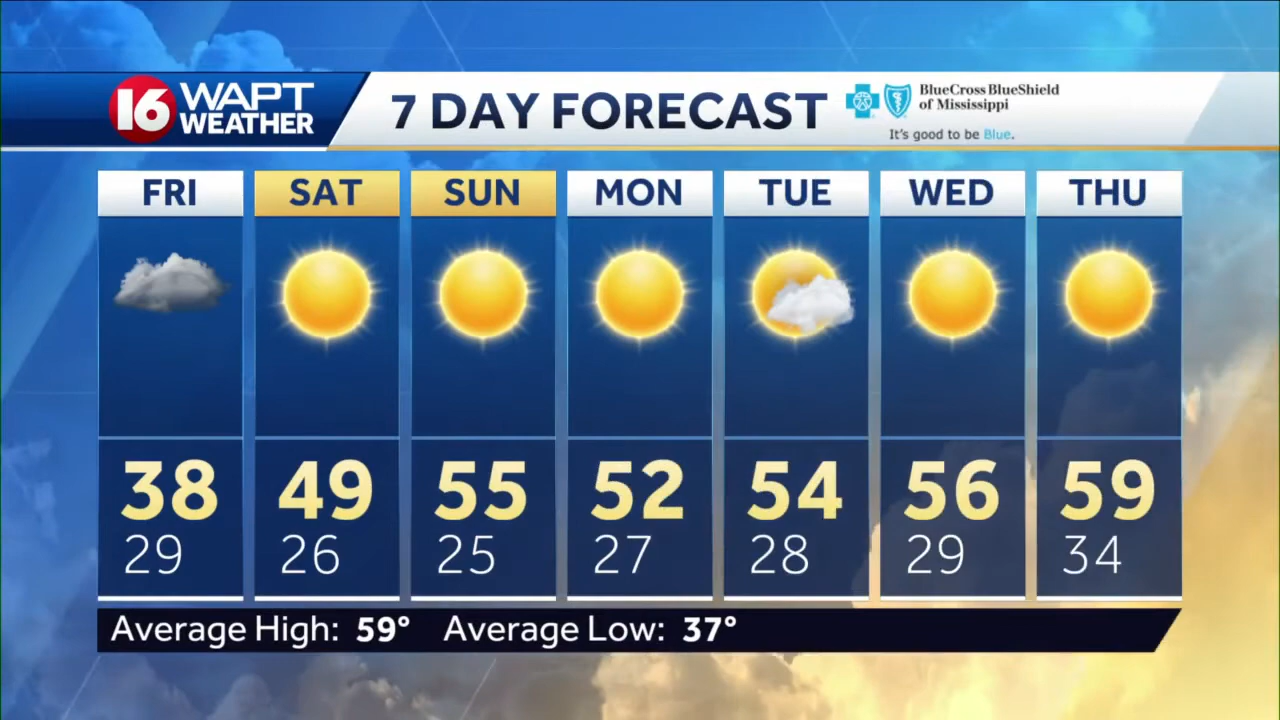 16 WAPT WEATHER
7 DAY FORECAST
BlueCross BlueShield
of Mississippi
It's good to be Blue.
FRI SAT SUN MON TUE WED THU
38 49 55 52 54 56 59
29 26 25 27 28 29 34
Average High: 59° Average Low: 37°